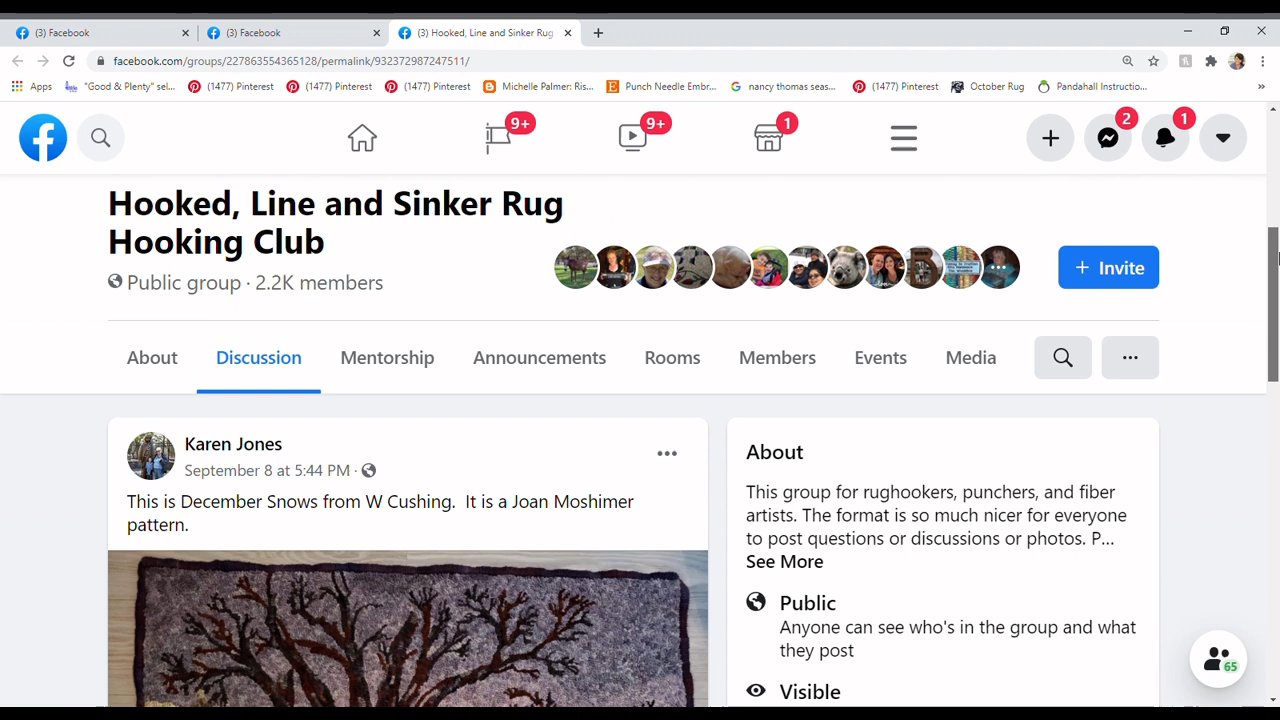 (3) Facebook
(3) Facebook
(3) Hooked, Line and Sinker Rug
facebook.com/groups/227863554365128/permalink/932372987247511/
Apps
"Good & Plenty" sel...
(1477) Pinterest
(1477) Pinterest
(1477) Pinterest
Michelle Palmer: Ris...
Punch Needle Embr...
nancy thomas seas...
(1477) Pinterest
October Rug
Pandahall Instructio...
9+
9+
1
2
1
Hooked, Line and Sinker Rug
Hooking Club
Public group · 2.2K members
+ Invite
About
Discussion
Mentorship
Announcements
Rooms
Members
Events
Media
Karen Jones
September 8 at 5:44 PM ·
This is December Snows from W Cushing. It is a Joan Moshimer
pattern.
About
This group for rughookers, punchers, and fiber
artists. The format is so much nicer for everyone
to post questions or discussions or photos. P...
See More
Public
Anyone can see who's in the group and what
they post
Visible
65